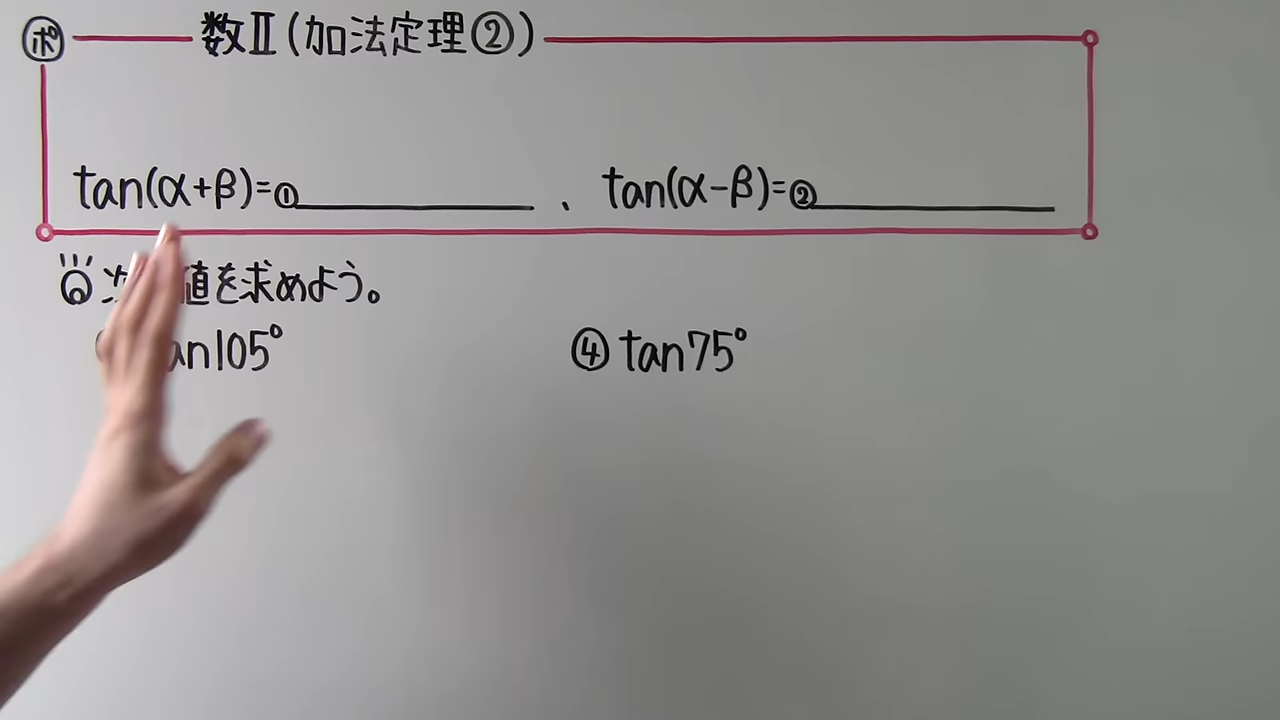 ポ 数Ⅱ(加法定理②)
tan(α+β)=① 、 tan(α-β)=②
値を求めよう。
an105° ④ tan75°